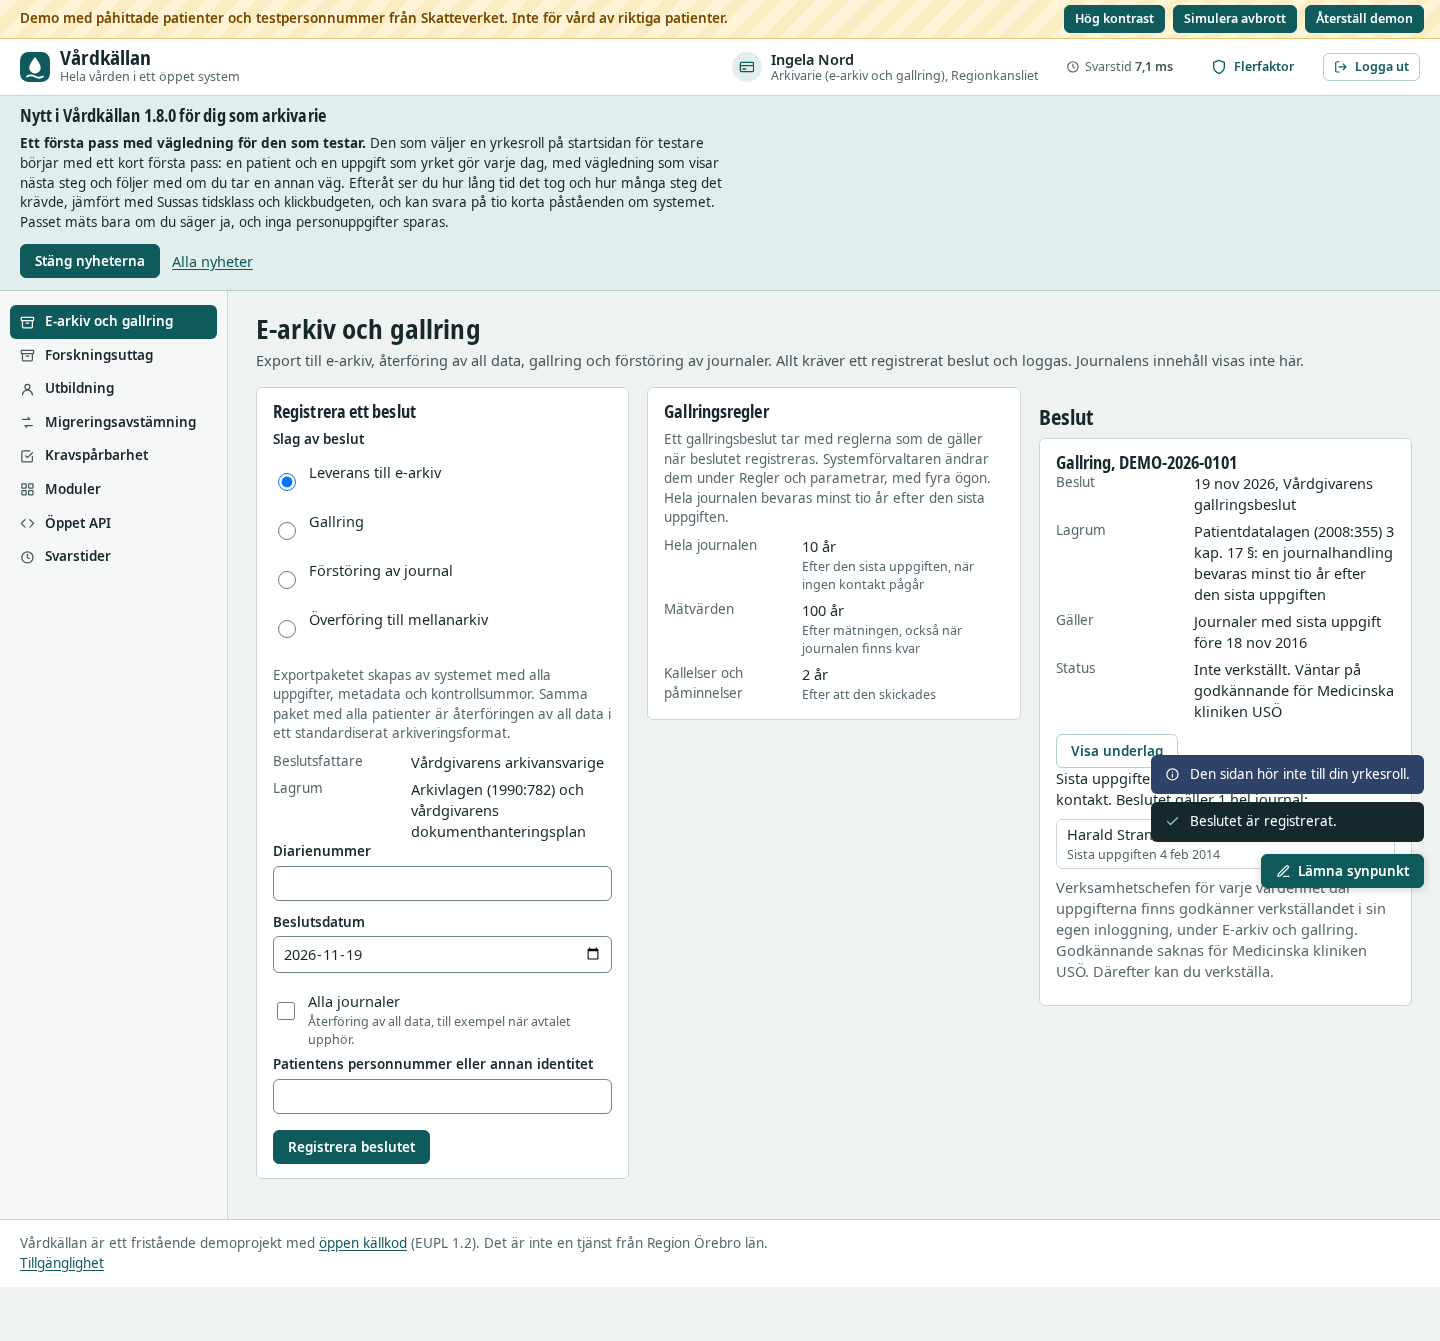 Demo med påhittade patienter och testpersonnummer från Skatteverket. Inte för vård av riktiga patienter.
Hög kontrast
Simulera avbrott
Återställ demon
Vårdkällan
Hela vården i ett öppet system
Ingela Nord
Arkivarie (e-arkiv och gallring), Regionkansliet
Svarstid 7,1 ms
Flerfaktor
Logga ut
Nytt i Vårdkällan 1.8.0 för dig som arkivarie
Ett första pass med vägledning för den som testar. Den som väljer en yrkesroll på startsidan för testare
börjar med ett kort första pass: en patient och en uppgift som yrket gör varje dag, med vägledning som visar
nästa steg och följer med om du tar en annan väg. Efteråt ser du hur lång tid det tog och hur många steg det
krävde, jämfört med Sussas tidsklass och klickbudgeten, och kan svara på tio korta påståenden om systemet.
Passet mäts bara om du säger ja, och inga personuppgifter sparas.
Stäng nyheterna
Alla nyheter
E-arkiv och gallring
Forskningsuttag
Utbildning
Migreringsavstämning
Kravspårbarhet
Moduler
Öppet API
Svarstider
E-arkiv och gallring
Export till e-arkiv, återföring av all data, gallring och förstöring av journaler. Allt kräver ett registrerat beslut och loggas. Journalens innehåll visas inte här.
Registrera ett beslut
Slag av beslut
Leverans till e-arkiv
Gallring
Förstöring av journal
Överföring till mellanarkiv
Exportpaketet skapas av systemet med alla
uppgifter, metadata och kontrollsummor. Samma
paket med alla patienter är återföringen av all data i
ett standardiserat arkiveringsformat.
Beslutsfattare
Vårdgivarens arkivansvarige
Lagrum
Arkivlagen (1990:782) och
vårdgivarens
dokumenthanteringsplan
Diarienummer
Beslutsdatum
2026-11-19
Alla journaler
Återföring av all data, till exempel när avtalet
upphör.
Patientens personnummer eller annan identitet
Registrera beslutet
Gallringsregler
Ett gallringsbeslut tar med reglerna som de gäller
när beslutet registreras. Systemförvaltaren ändrar
dem under Regler och parametrar, med fyra ögon.
Hela journalen bevaras minst tio år efter den sista
uppgiften.
Hela journalen
10 år
Efter den sista uppgiften, när
ingen kontakt pågår
Mätvärden
100 år
Efter mätningen, också när
journalen finns kvar
Kallelser och
påminnelser
2 år
Efter att den skickades
Beslut
Gallring, DEMO-2026-0101
Beslut
19 nov 2026, Vårdgivarens
gallringsbeslut
Lagrum
Patientdatalagen (2008:355) 3
kap. 17 §: en journalhandling
bevaras minst tio år efter
den sista uppgiften
Gäller
Journaler med sista uppgift
före 18 nov 2016
Status
Inte verkställt. Väntar på
godkännande för Medicinska
kliniken USÖ
Visa underlag
Sista uppgifte
kontakt. Beslutet gäller 1 hel journal:
Harald Stran
Sista uppgiften 4 feb 2014
Den sidan hör inte till din yrkesroll.
Beslutet är registrerat.
Lämna synpunkt
Verksamhetschefen för varje vårdenhet där
uppgifterna finns godkänner verkställandet i sin
egen inloggning, under E-arkiv och gallring.
Godkännande saknas för Medicinska kliniken
USÖ. Därefter kan du verkställa.
Vårdkällan är ett fristående demoprojekt med öppen källkod (EUPL 1.2). Det är inte en tjänst från Region Örebro län.
Tillgänglighet